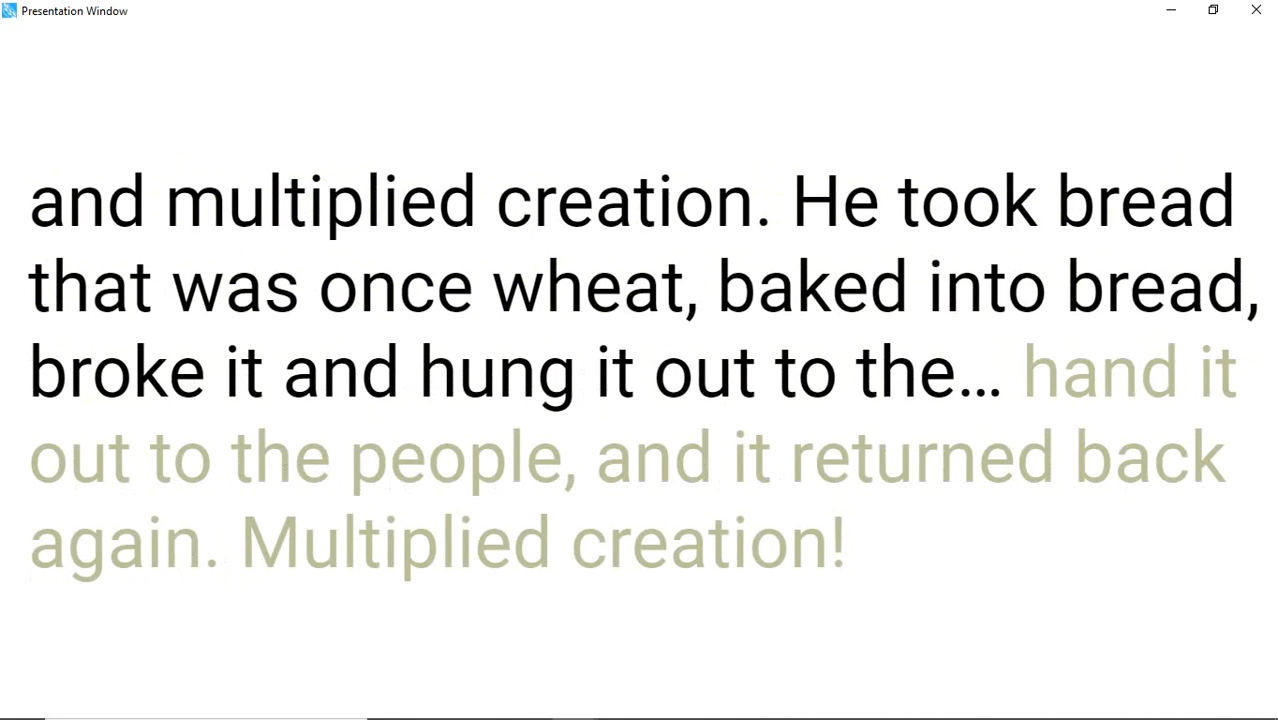 Presentation Window
and multiplied creation. He took bread
that was once wheat, baked into bread,
broke it and hung it out to the… hand it
out to the people, and it returned back
again. Multiplied creation!